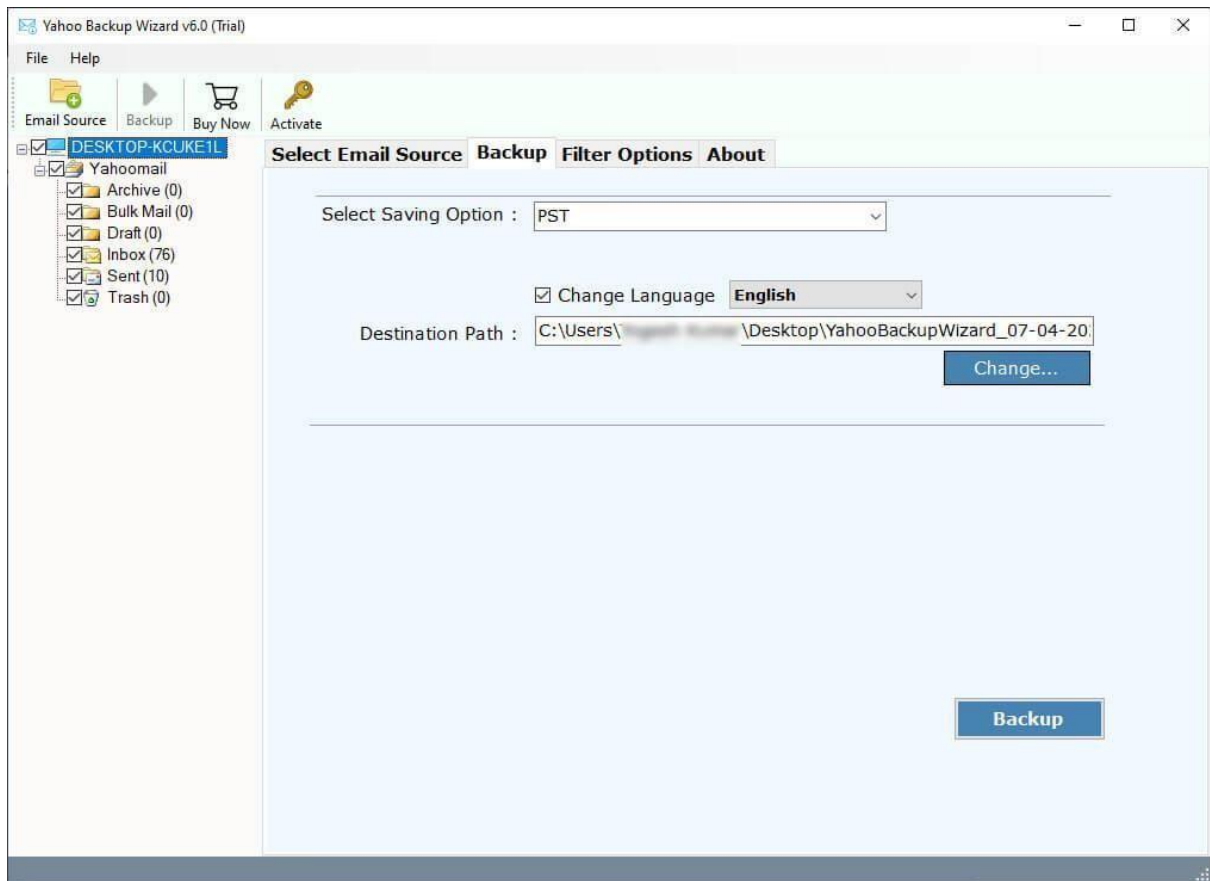 Yahoo Backup Wizard v6.0 (Trial)
File Help
Email Source Backup Buy Now Activate
DESKTOP-KCUKE1L
Yahoomail
Archive (0)
Bulk Mail (0)
Draft (0)
Inbox (76)
Sent (10)
Trash (0)
Select Email Source Backup Filter Options About
Select Saving Option : PST
Change Language English
Destination Path : C:\Users\ \Desktop\YahooBackupWizard_07-04-20
Change...
Backup